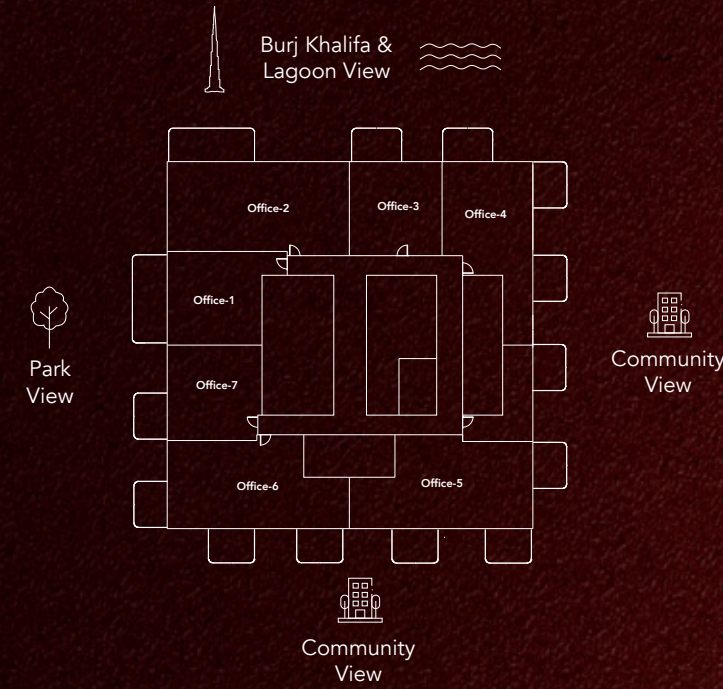 Burj Khalifa &
Lagoon View
Office-2
Office-3
Office-4
Office-1
Park
View
Community
View
Office-7
Office-6
Office-5
Community
View